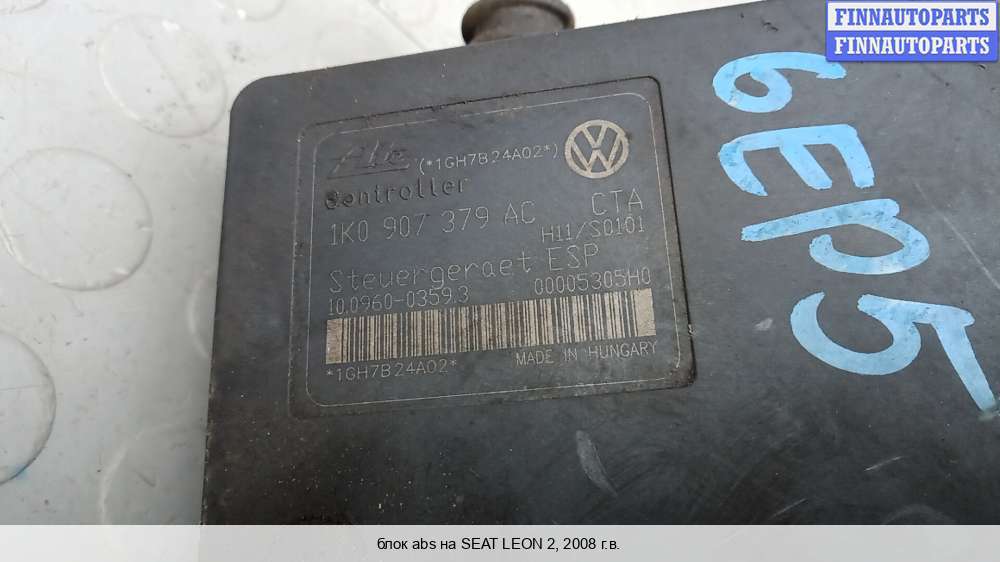 FINNAUTOPARTS
FINNAUTOPARTS
6EP5
Ate (*1GH7B24A02*)
Controller
1K0 907 379 AC CTA
H11/S0101
Steuergeraet ESP
10.0960-0359.3 00005305H0
*1GH7B24A02* MADE IN HUNGARY
блок abs на SEAT LEON 2, 2008 г.в.